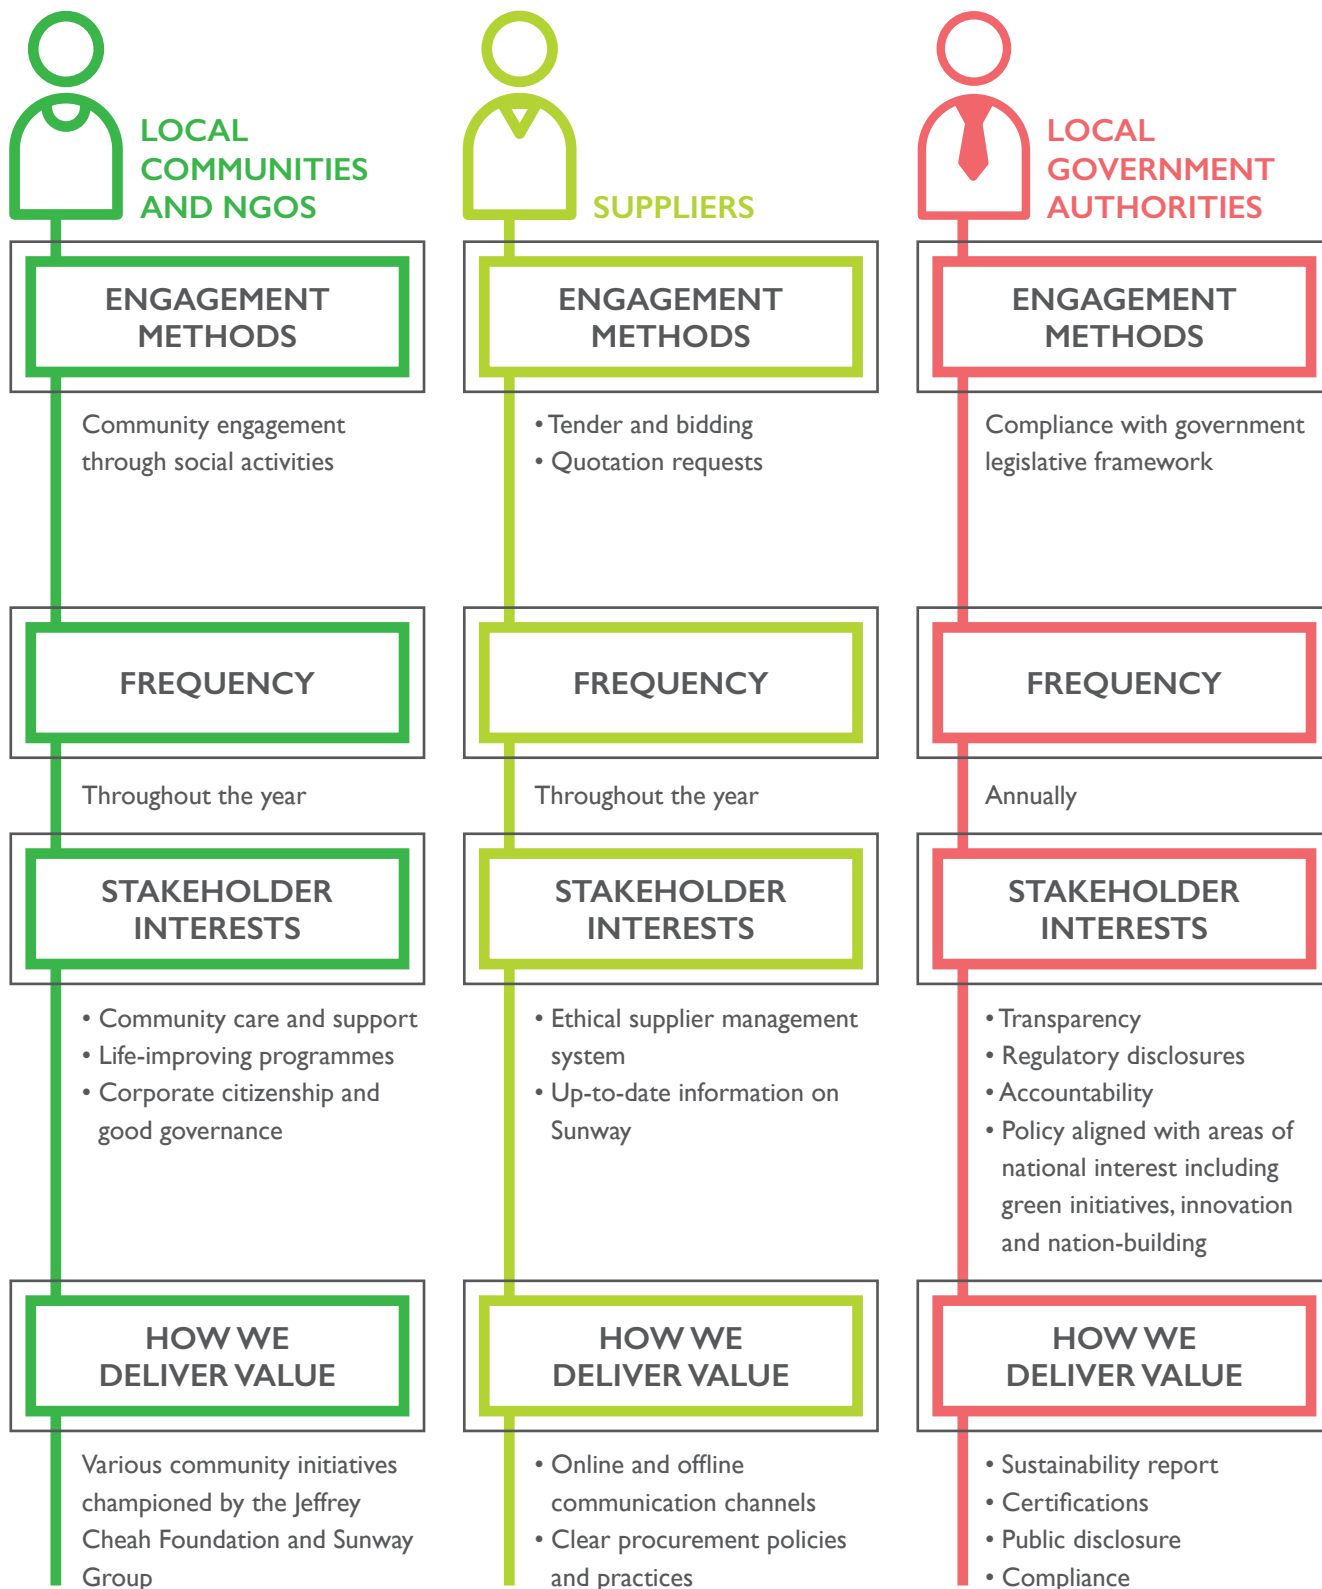 LOCAL
COMMUNITIES
AND NGOS
ENGAGEMENT
METHODS
Community engagement
through social activities
FREQUENCY
Throughout the year
STAKEHOLDER
INTERESTS
• Community care and support
• Life-improving programmes
• Corporate citizenship and
good governance
HOW WE
DELIVER VALUE
Various community initiatives
championed by the Jeffrey
Cheah Foundation and Sunway
Group
SUPPLIERS
ENGAGEMENT
METHODS
• Tender and bidding
• Quotation requests
FREQUENCY
Throughout the year
STAKEHOLDER
INTERESTS
• Ethical supplier management
system
• Up-to-date information on
Sunway
HOW WE
DELIVER VALUE
• Online and offline
communication channels
• Clear procurement policies
and practices
LOCAL
GOVERNMENT
AUTHORITIES
ENGAGEMENT
METHODS
Compliance with government
legislative framework
FREQUENCY
Annually
STAKEHOLDER
INTERESTS
• Transparency
• Regulatory disclosures
• Accountability
• Policy aligned with areas of
national interest including
green initiatives, innovation
and nation-building
HOW WE
DELIVER VALUE
• Sustainability report
• Certifications
• Public disclosure
• Compliance